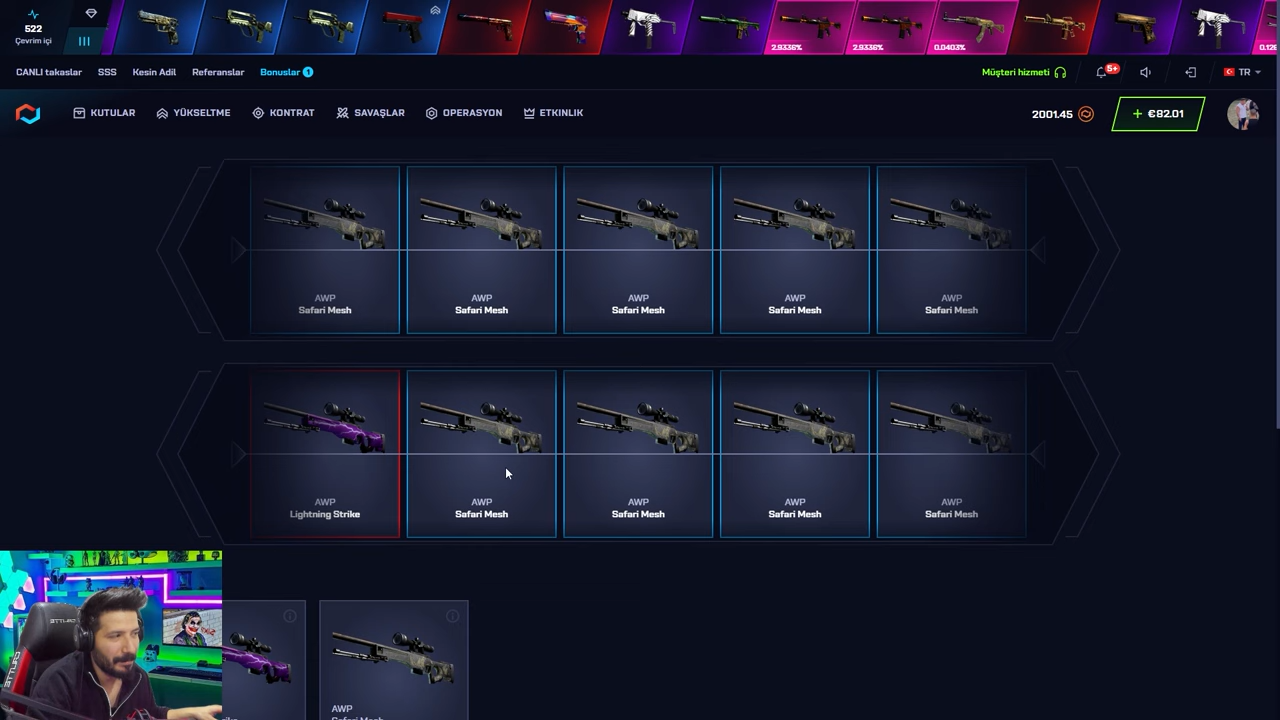 522
Çevrim içi
2.9336%
2.9336%
0.0403%
CANLI takaslar
SSS
Kesin Adil
Referanslar
Bonuslar 1
Müşteri hizmeti
5+
TR
KUTULAR
YÜKSELTME
KONTRAT
SAVAŞLAR
OPERASYON
ETKINLIK
2001.45
+ €82.01
AWP
Safari Mesh
AWP
Safari Mesh
AWP
Safari Mesh
AWP
Safari Mesh
AWP
Safari Mesh
AWP
Lightning Strike
AWP
Safari Mesh
AWP
Safari Mesh
AWP
Safari Mesh
AWP
Safari Mesh
AWP
Safari Mesh